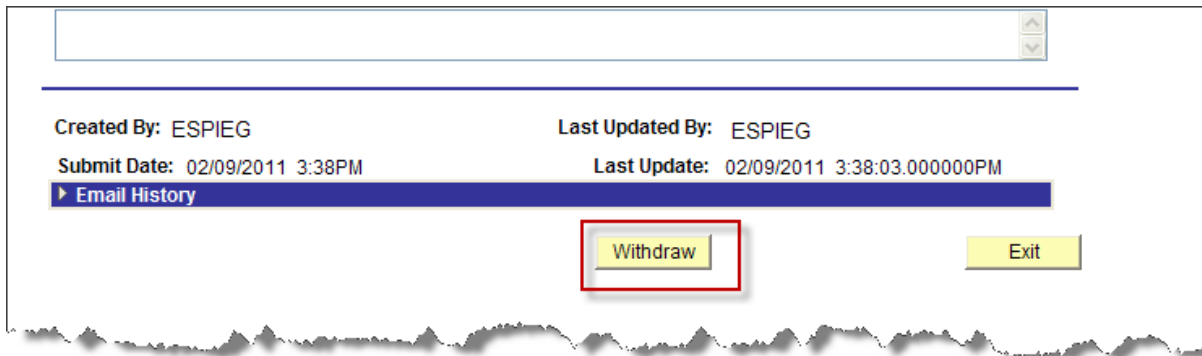 Created By: ESPIEG Last Updated By: ESPIEG
Submit Date: 02/09/2011 3:38PM Last Update: 02/09/2011 3:38:03.000000PM
Email History
Withdraw Exit